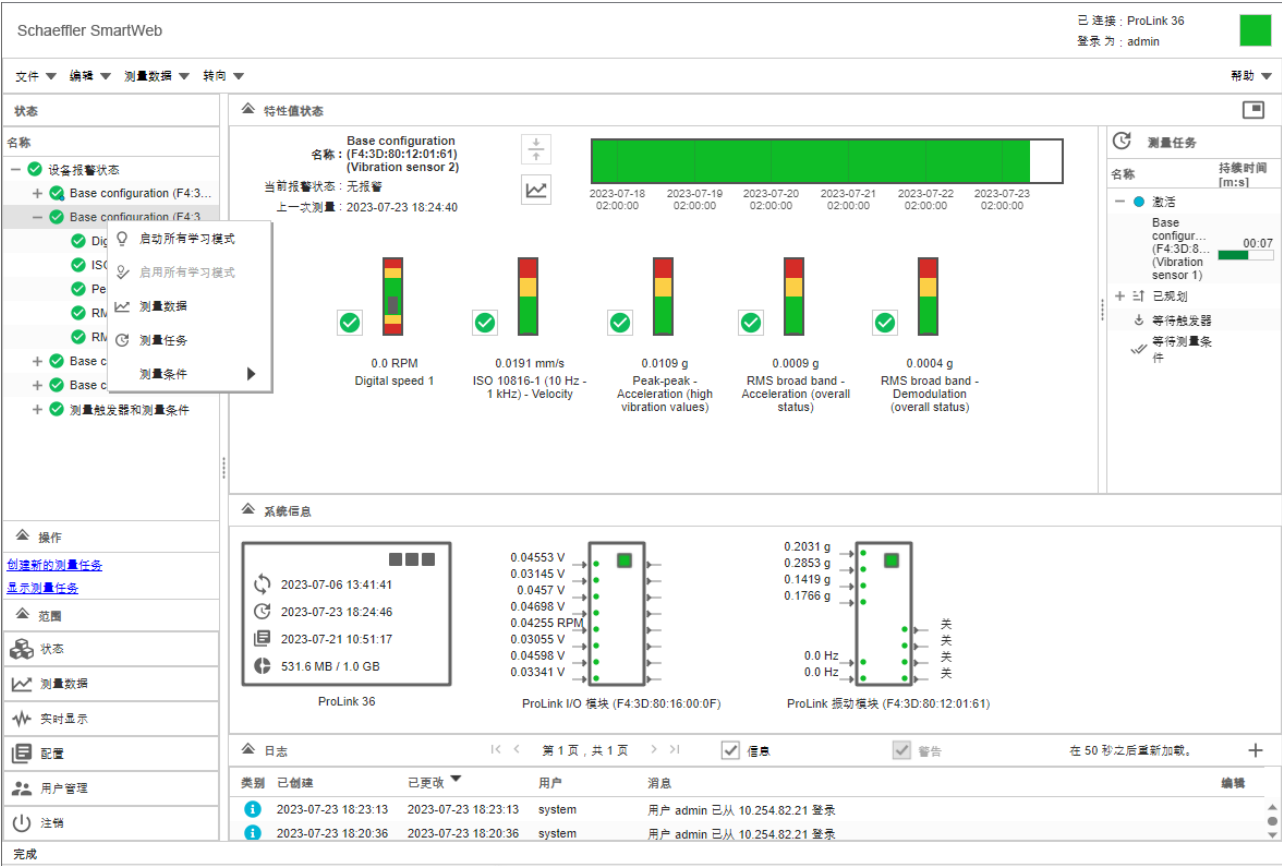 Schaeffler SmartWeb
已 连接 : ProLink 36
登录 为 : admin
文件 编辑 测量数据 转向 帮助
状态
名称
设备报警状态
Base configuration (F4:3...
Base configuration (F4:3
Dig
ISO
Pe
RM
RM
Base c
Base c
测量触发器和测量条件
启动所有学习模式
启用所有学习模式
测量数据
测量任务
测量条件
操作
创建新的测量任务
显示测量任务
范围
状态
测量数据
实时显示
配置
用户管理
注销
特性值状态
名称 : Base configuration
(F4:3D:80:12:01:61)
(Vibration sensor 2)
当前报警状态 : 无报警
上一次测量 : 2023-07-23 18:24:40
2023-07-18 2023-07-19 2023-07-20 2023-07-21 2023-07-22 2023-07-23
02:00:00 02:00:00 02:00:00 02:00:00 02:00:00 02:00:00
0.0 RPM
Digital speed 1
0.0191 mm/s
ISO 10816-1 (10 Hz -
1 kHz) - Velocity
0.0109 g
Peak-peak -
Acceleration (high
vibration values)
0.0009 g
RMS broad band -
Acceleration (overall
status)
0.0004 g
RMS broad band -
Demodulation
(overall status)
测量任务
名称 持续时间
[m:s]
激活
Base
configur...
(F4:3D:8... 00:07
(Vibration
sensor 1)
已规划
等待触发器
等待测量条
件
系统信息
2023-07-06 13:41:41
2023-07-23 18:24:46
2023-07-21 10:51:17
531.6 MB / 1.0 GB
ProLink 36
0.04553 V
0.03145 V
0.0457 V
0.04698 V
0.04255 RPM
0.03055 V
0.04598 V
0.03341 V
ProLink I/O 模块 (F4:3D:80:16:00:0F)
0.2031 g
0.2853 g
0.1419 g
0.1766 g
关
关
0.0 Hz 关
0.0 Hz 关
ProLink 振动模块 (F4:3D:80:12:01:61)
日志 第 1 页 , 共 1 页 信息 警告 在 50 秒之后重新加载。
类别 已创建 已更改 用户 消息 编辑
2023-07-23 18:23:13 2023-07-23 18:23:13 system 用户 admin 已从 10.254.82.21 登录
2023-07-23 18:20:36 2023-07-23 18:20:36 system 用户 admin 已从 10.254.82.21 登录
完成